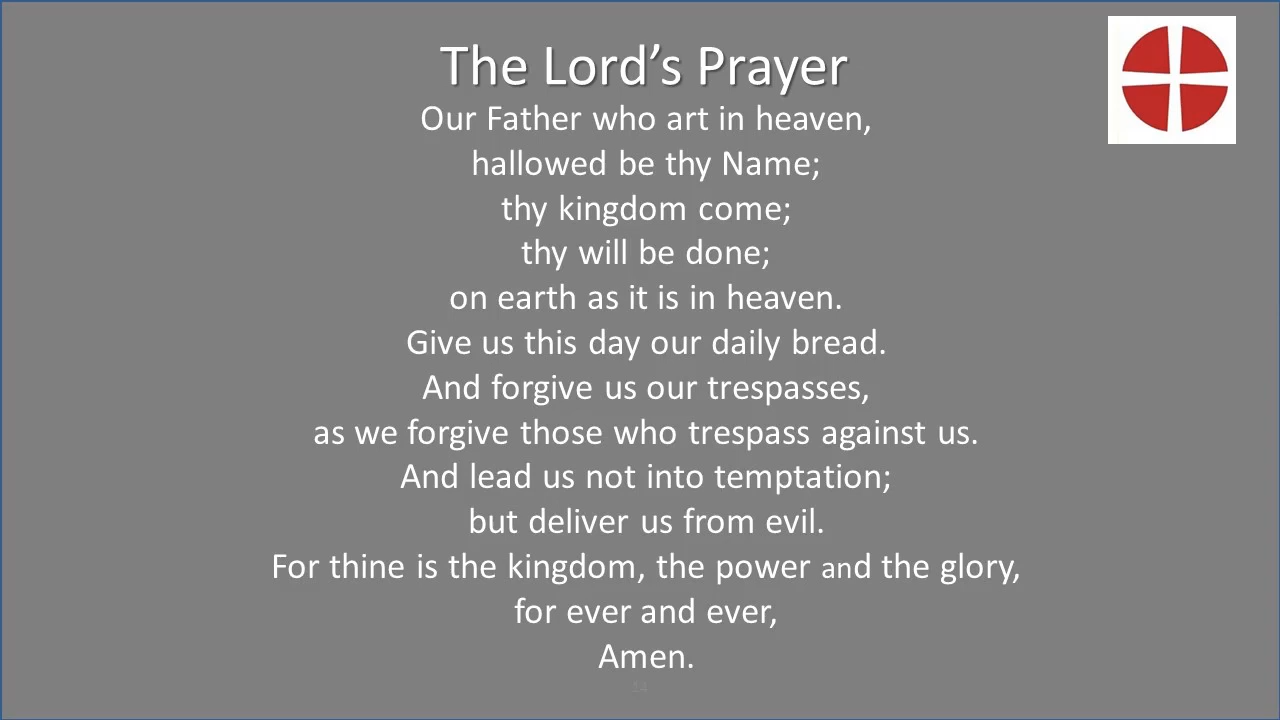 The Lord’s Prayer
Our Father who art in heaven,
hallowed be thy Name;
thy kingdom come;
thy will be done;
on earth as it is in heaven.
Give us this day our daily bread.
And forgive us our trespasses,
as we forgive those who trespass against us.
And lead us not into temptation;
but deliver us from evil.
For thine is the kingdom, the power and the glory,
for ever and ever,
Amen.